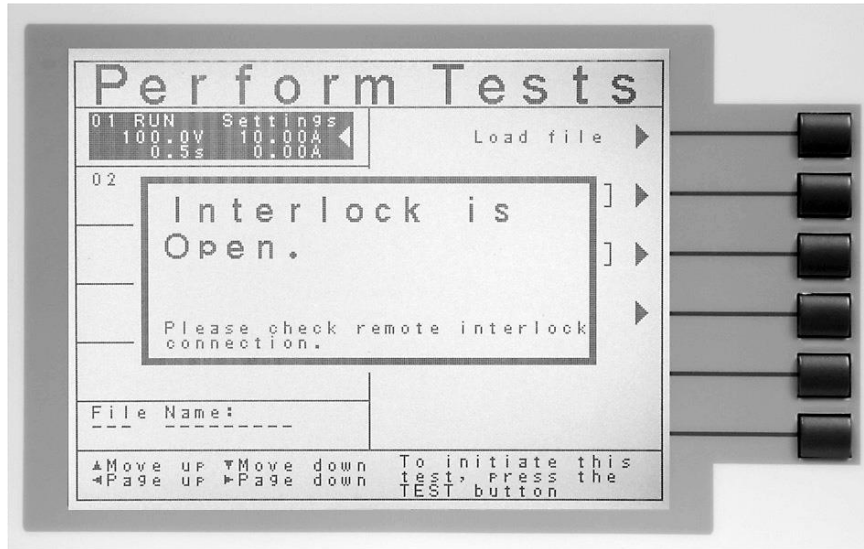 Perform Tests
01 RUN Settings
100.0V 10.00A
0.5s 0.00A
Load file
02
]
]
Interlock is
Open.
Please check remote interlock
connection.
File Name:
▲Move up ▼Move down
◄Page up ►Page down
To initiate this
test, press the
TEST button